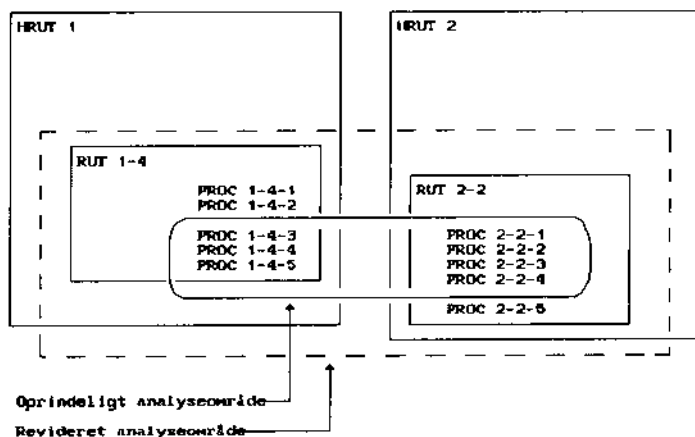 HRUT 1
HRUT 2
RUT 1-4
PROC 1-4-1
PROC 1-4-2
PROC 1-4-3
PROC 1-4-4
PROC 1-4-5
RUT 2-2
PROC 2-2-1
PROC 2-2-2
PROC 2-2-3
PROC 2-2-4
PROC 2-2-5
Oprindeligt analyseområde
Revideret analyseområde